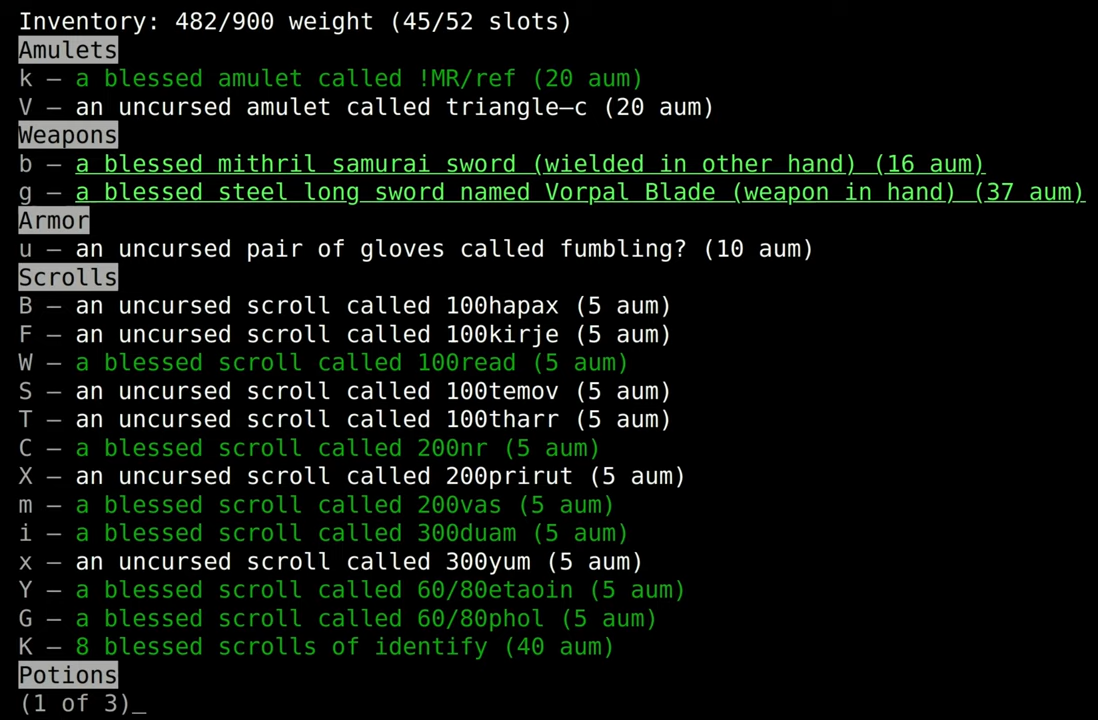 Inventory: 482/900 weight (45/52 slots)
Amulets
k – a blessed amulet called !MR/ref (20 aum)
V – an uncursed amulet called triangle–c (20 aum)
Weapons
b – a blessed mithril samurai sword (wielded in other hand) (16 aum)
g – a blessed steel long sword named Vorpal Blade (weapon in hand) (37 aum)
Armor
u – an uncursed pair of gloves called fumbling? (10 aum)
Scrolls
B – an uncursed scroll called 100hapax (5 aum)
F – an uncursed scroll called 100kirje (5 aum)
W – a blessed scroll called 100read (5 aum)
S – an uncursed scroll called 100temov (5 aum)
T – an uncursed scroll called 100tharr (5 aum)
C – a blessed scroll called 200nr (5 aum)
X – an uncursed scroll called 200prirut (5 aum)
m – a blessed scroll called 200vas (5 aum)
i – a blessed scroll called 300duam (5 aum)
x – an uncursed scroll called 300yum (5 aum)
Y – a blessed scroll called 60/80etaoin (5 aum)
G – a blessed scroll called 60/80phol (5 aum)
K – 8 blessed scrolls of identify (40 aum)
Potions
(1 of 3)_